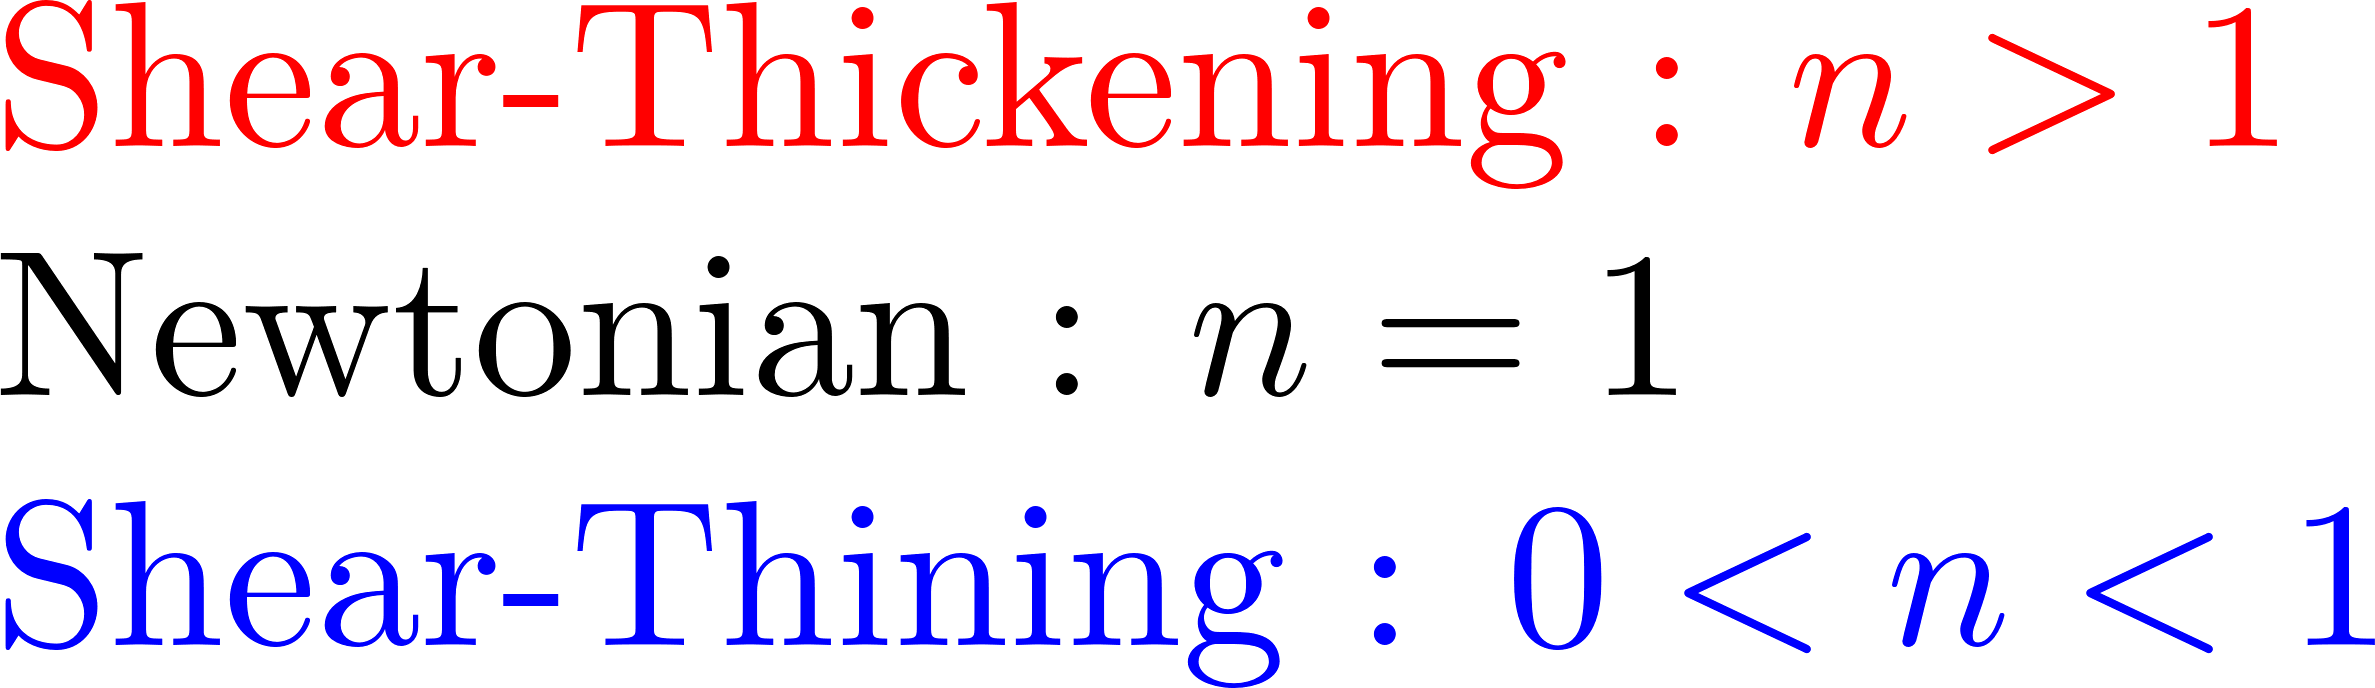 Shear-Thickening : n > 1
Newtonian : n = 1
Shear-Thining : 0 < n < 1